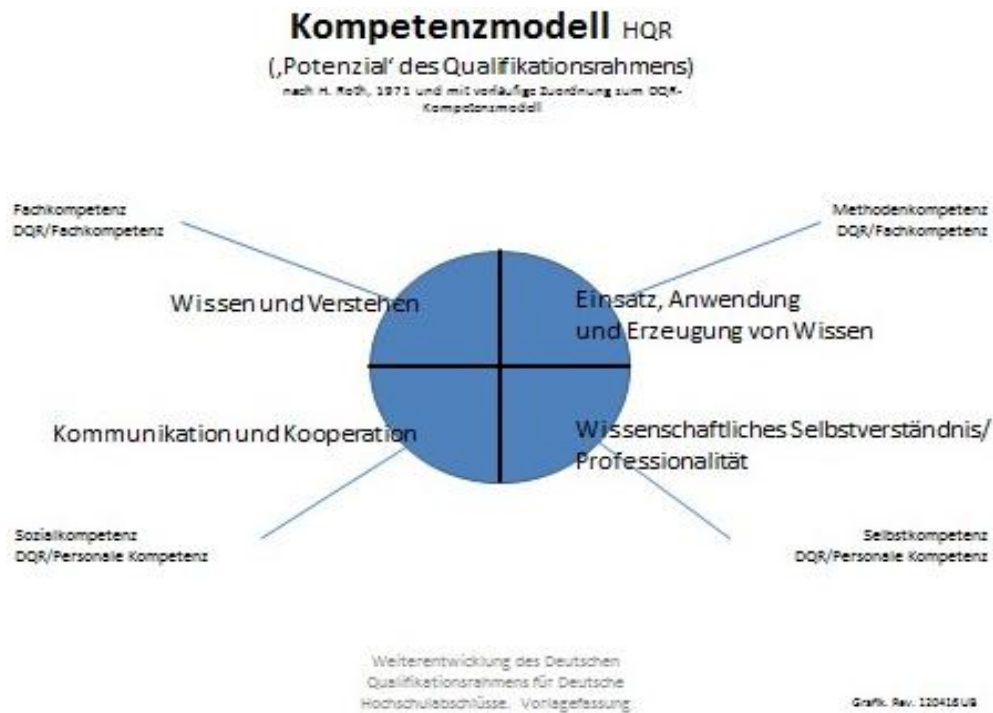 Kompetenzmodell HQR
(‚Potenzial' des Qualifikationsrahmens)
nach H. Roth, 1971 und mit vorläufige Zuordnung zum DQR-
Kompetenzmodell
Fachkompetenz
DQR/Fachkompetenz
Methodenkompetenz
DQR/Fachkompetenz
Wissen und Verstehen
Einsatz, Anwendung
und Erzeugung von Wissen
Kommunikation und Kooperation
Wissenschaftliches Selbstverständnis/
Professionalität
Sozialkompetenz
DQR/Personale Kompetenz
Selbstkompetenz
DQR/Personale Kompetenz
Weiterentwicklung des Deutschen
Qualifikationsrahmens für Deutsche
Hochschulabschlüsse. Vorlagefassung
Grafik Rev.